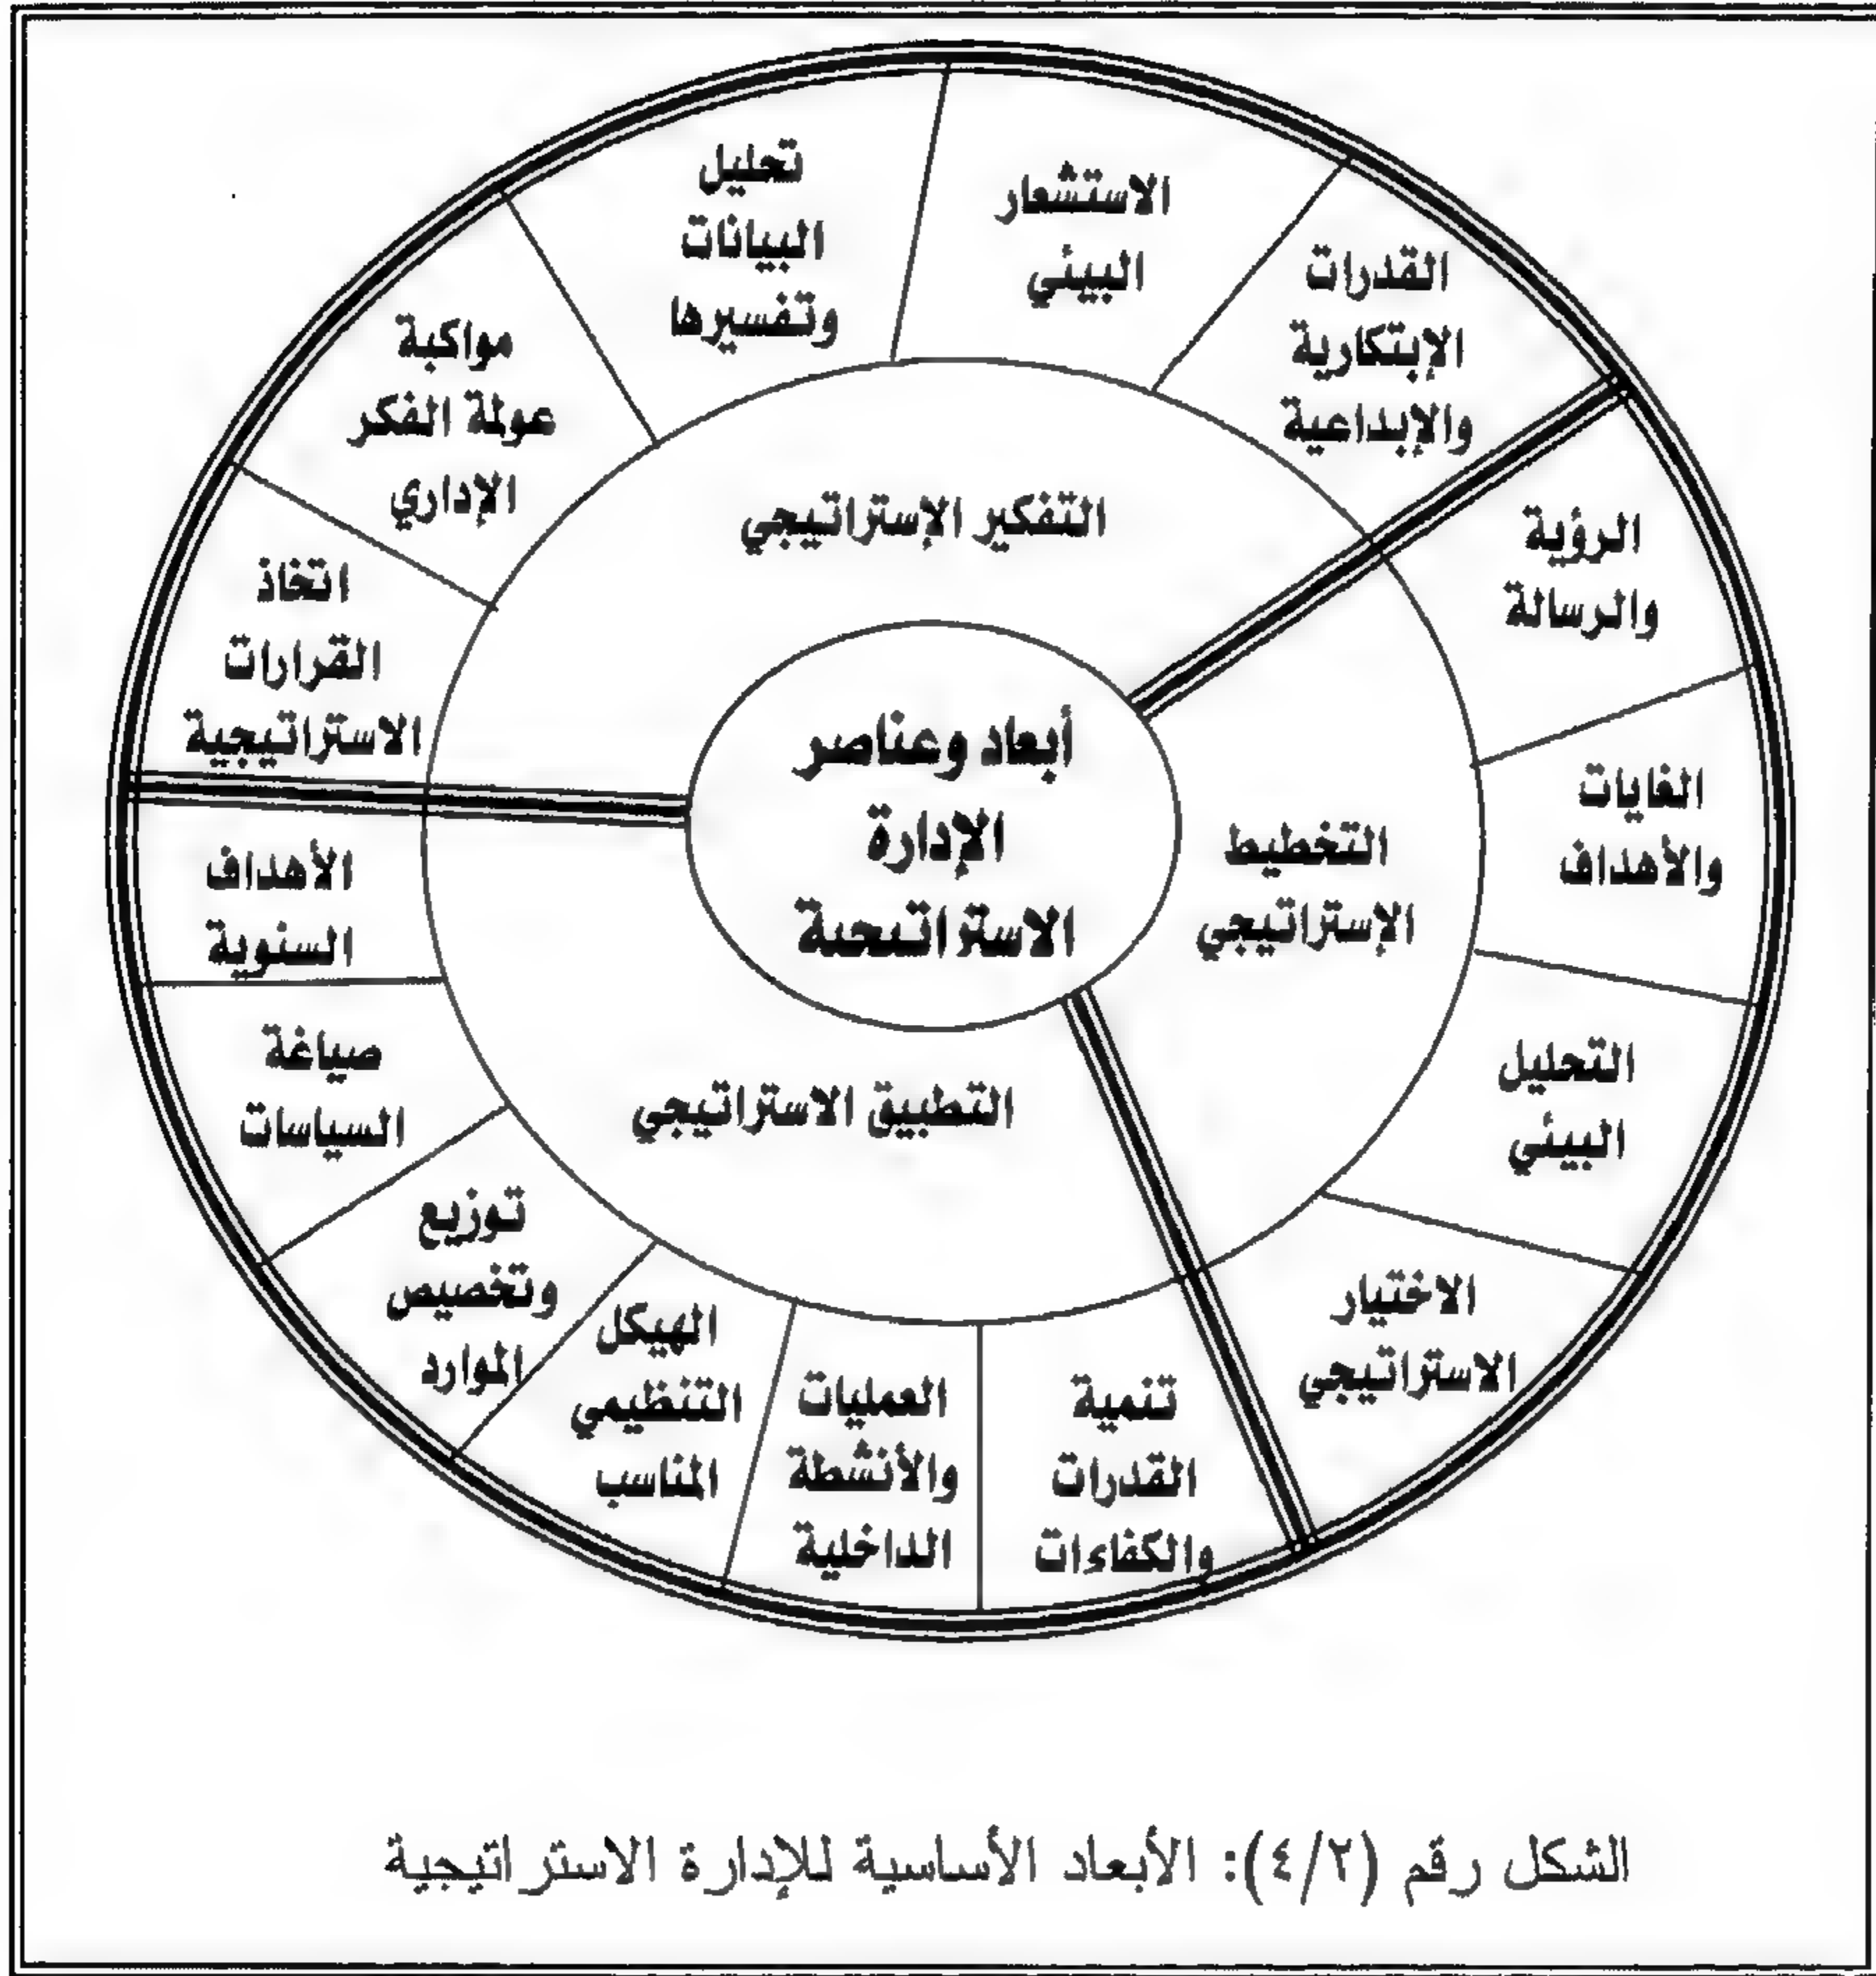 أبعاد وعناصر
الإدارة
الاستراتيجية
التفكير الإستراتيجي
القدرات
الإبتكارية
والإبداعية
الاستشعار
البيئي
تحليل
البيانات
وتفسيرها
مواكبة
عولمة الفكر
الإداري
اتخاذ
القرارات
الاستراتيجية
التخطيط
الإستراتيجي
الرؤية
والرسالة
الغايات
والأهداف
التحليل
البيئي
الاختيار
الاستراتيجي
التطبيق الاستراتيجي
الأهداف
السنوية
صياغة
السياسات
توزيع
وتخصيص
الموارد
الهيكل
التنظيمي
المناسب
العمليات
والأنشطة
الداخلية
تنمية
القدرات
والكفاءات
الشكل رقم (٤/٢): الأبعاد الأساسية للإدارة الاستراتيجية